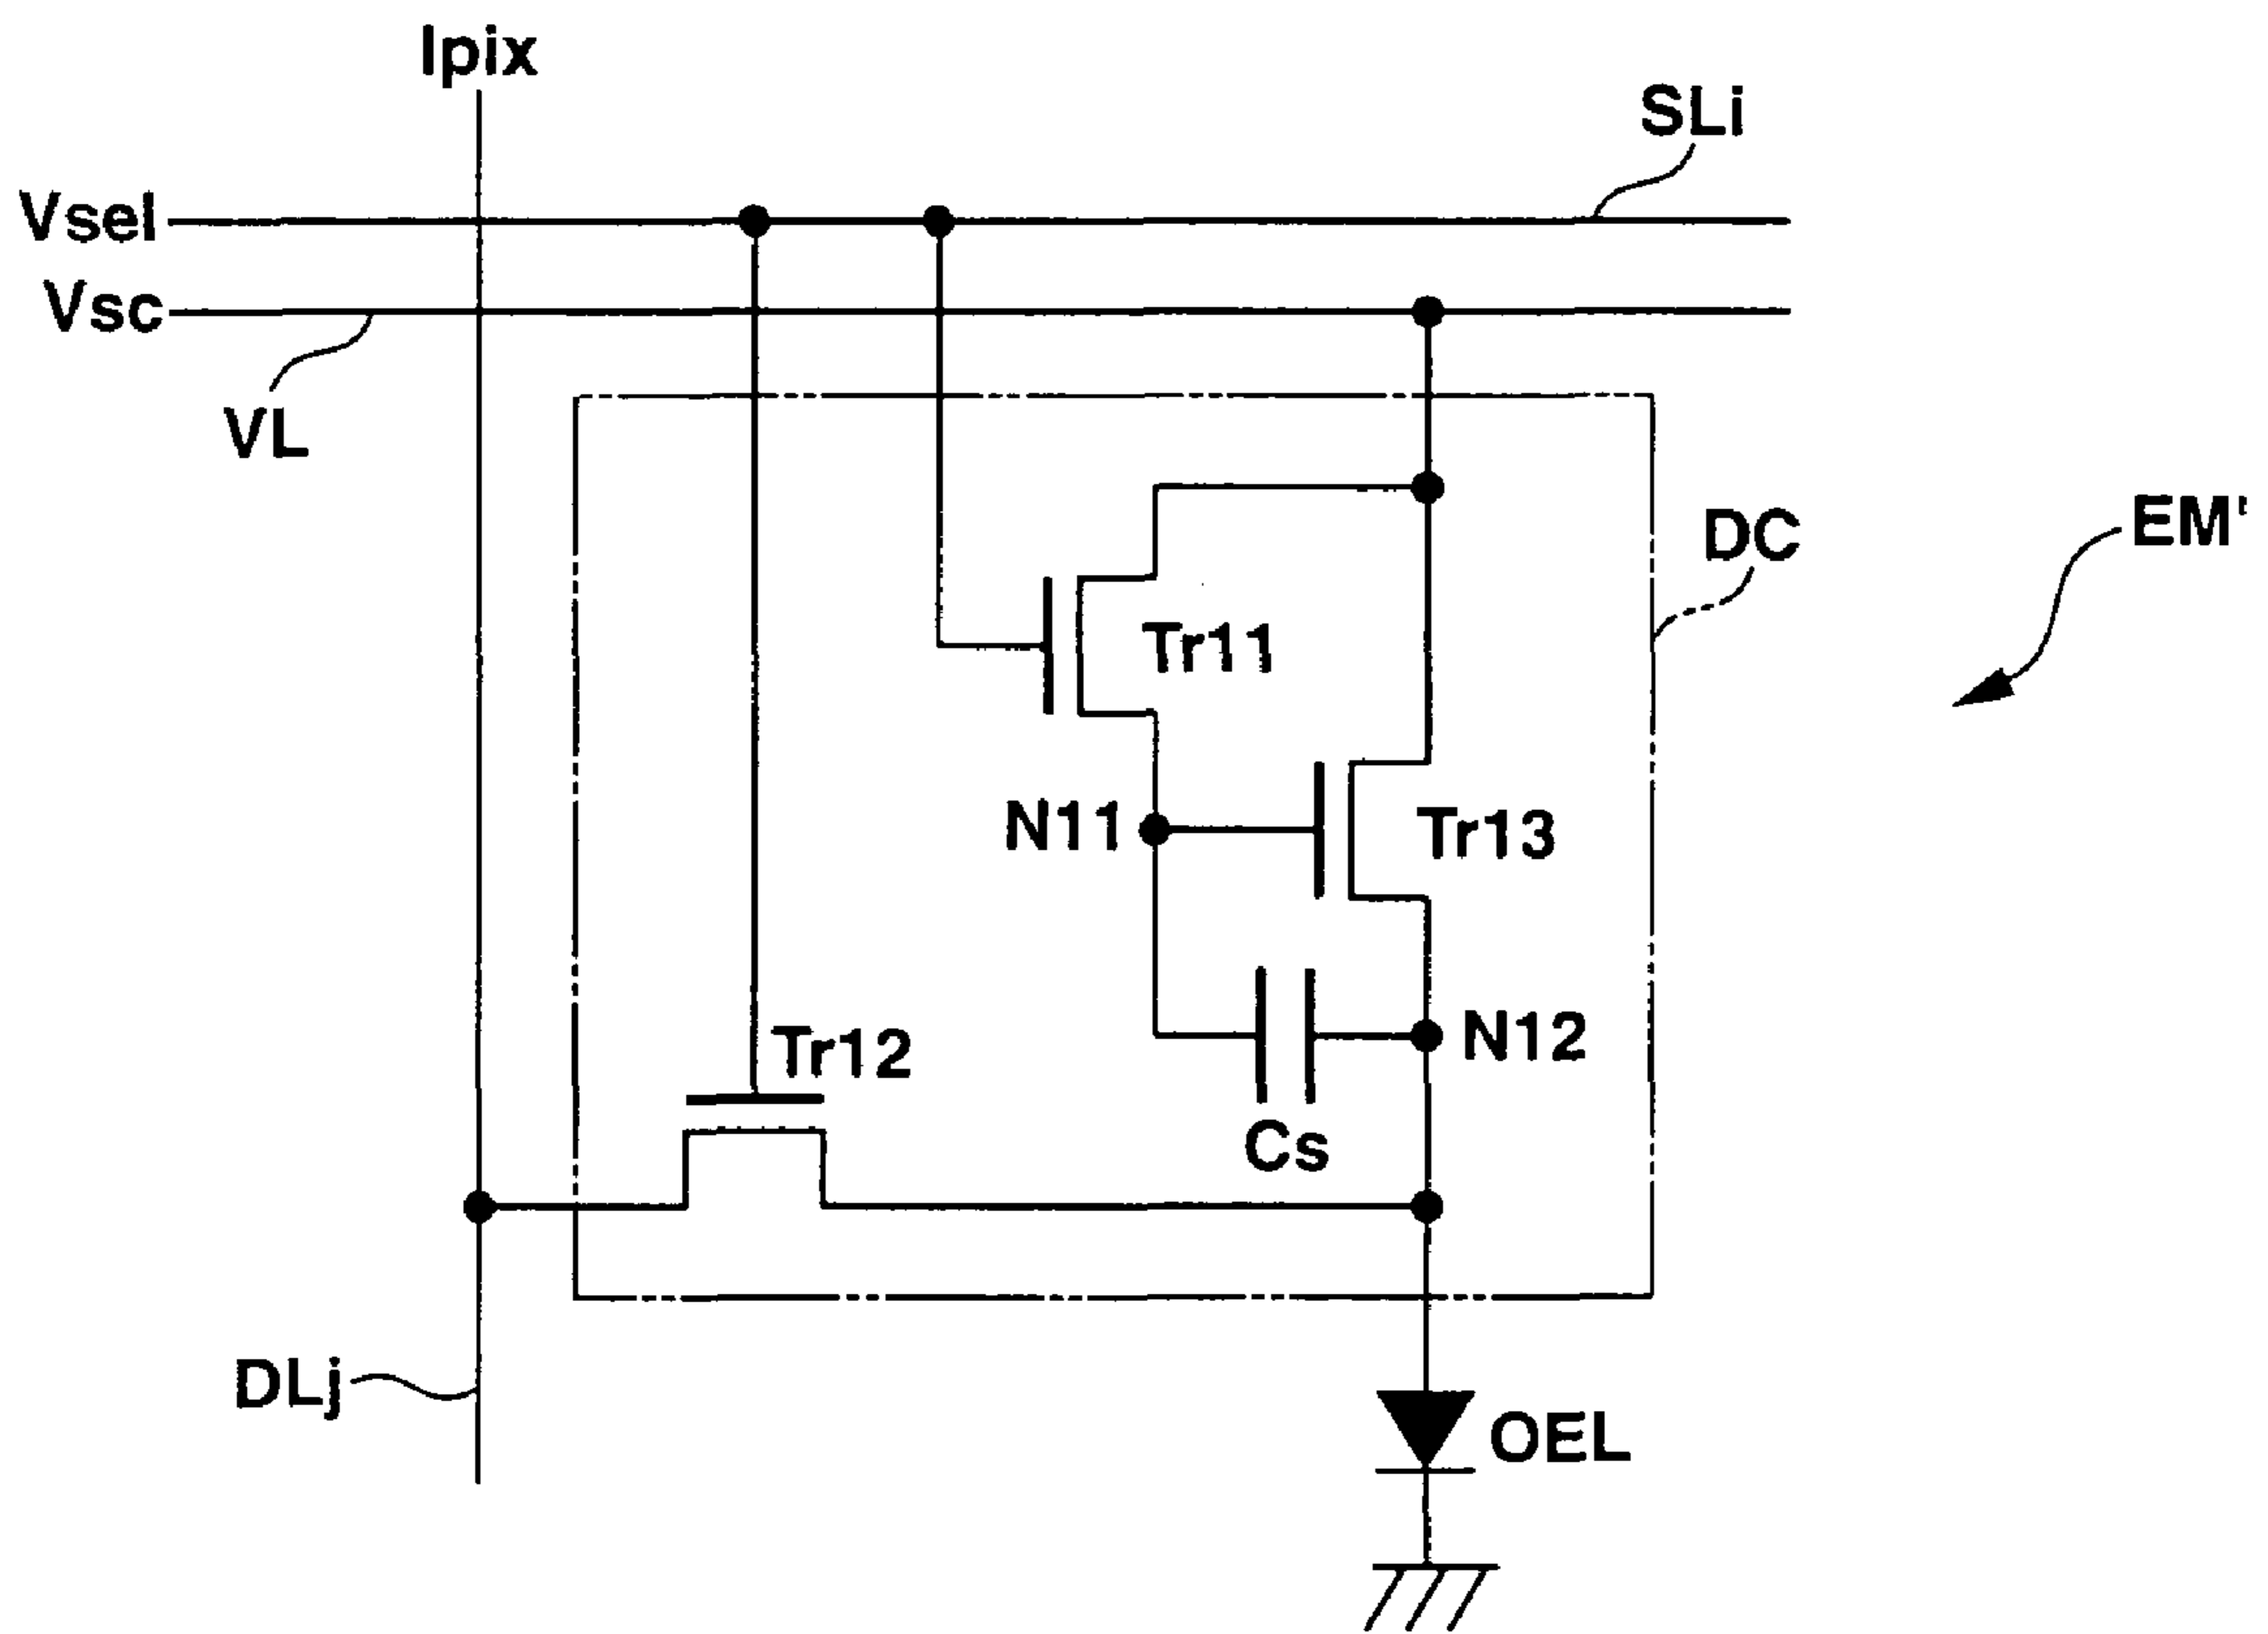 Ipix
SLi
Vsel
Vsc
VL
DC
EM'
Tr11
N11
Tr13
Tr12
N12
Cs
DLj
OEL